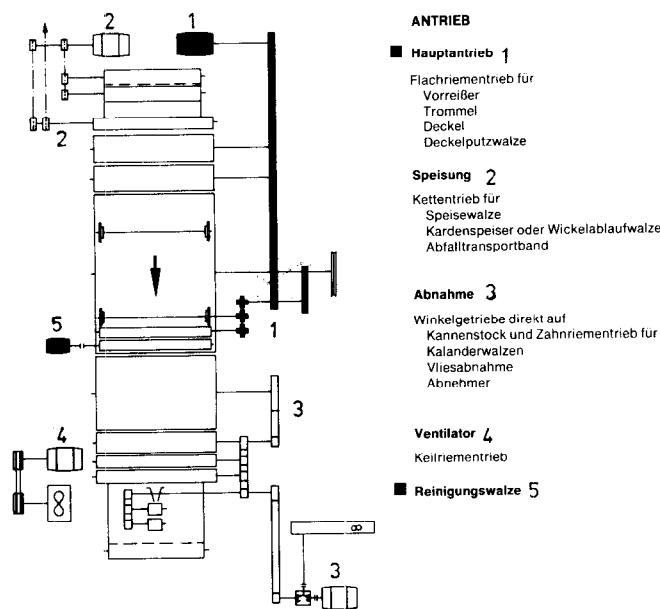 2
1
2
5
1
3
4
3
ANTRIEB
Hauptantrieb 1
Flachriementrieb für
Vorreißer
Trommel
Deckel
Deckelputzwalze
Speisung 2
Kettentrieb für
Speisewalze
Kardenspeiser oder Wickelablaufwalze
Abfalltransportband
Abnahme 3
Winkelgetriebe direkt auf
Kannenstock und Zahnriementrieb für
Kalanderwalzen
Vliesabnahme
Abnehmer
Ventilator 4
Keilriementrieb
Reinigungswalze 5